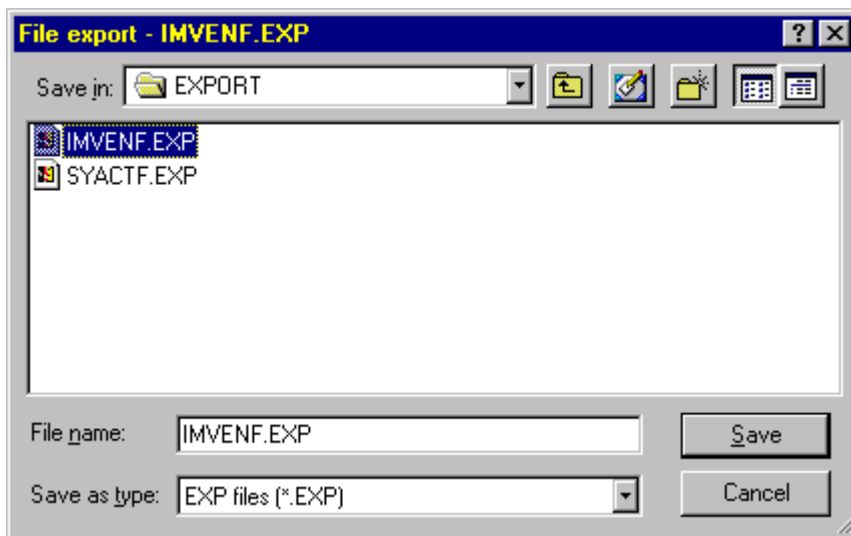 File export - IMVENF.EXP
Save in: EXPORT
IMVENF.EXP
SYACTF.EXP
File name: IMVENF.EXP Save
Save as type: EXP files (*.EXP) Cancel